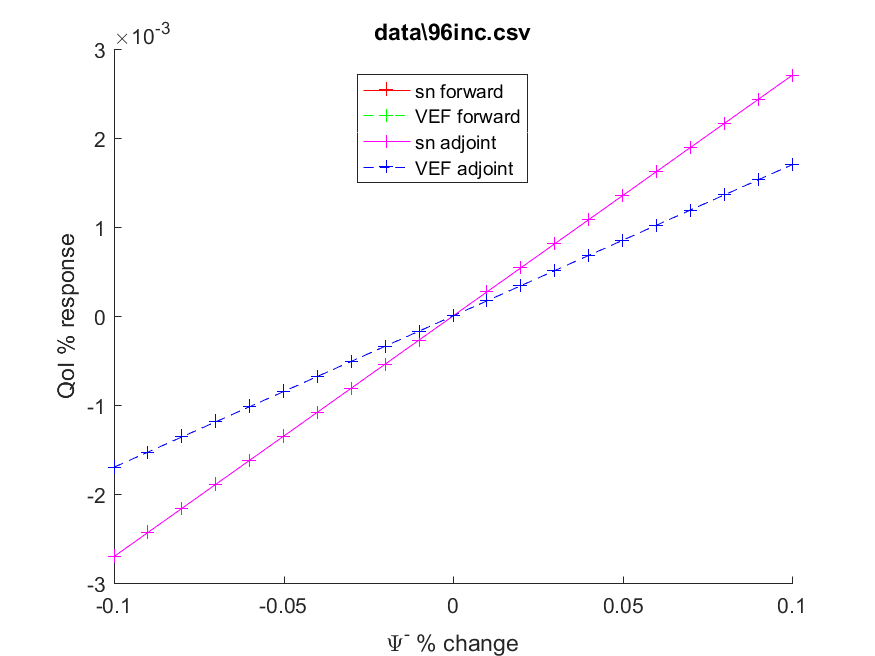 data\96inc.csv
×10-3
3
2
1
0
-1
-2
-3
QoI % response
sn forward
VEF forward
sn adjoint
VEF adjoint
-0.1 -0.05 0 0.05 0.1
Ψ- % change